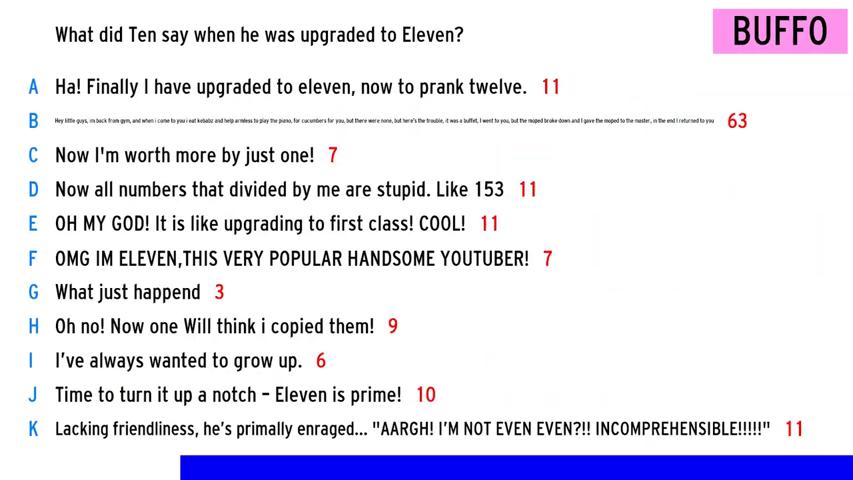 What did Ten say when he was upgraded to Eleven?
BUFFO
A Ha! Finally I have upgraded to eleven, now to prank twelve. 11
B Hey little guys, im back from gym, and when i come to you i eat kebabz and help armless to play the piano, for cucumbers for you, but there were none, but here's the trouble, it was a buffet, I went to you, but the moped broke down and I gave the moped to the master, in the end I returned to you 63
C Now I'm worth more by just one! 7
D Now all numbers that divided by me are stupid. Like 153 11
E OH MY GOD! It is like upgrading to first class! COOL! 11
F OMG IM ELEVEN,THIS VERY POPULAR HANDSOME YOUTUBER! 7
G What just happend 3
H Oh no! Now one Will think i copied them! 9
I I've always wanted to grow up. 6
J Time to turn it up a notch – Eleven is prime! 10
K Lacking friendliness, he's primally enraged... "AARGH! I'M NOT EVEN EVEN?!! INCOMPREHENSIBLE!!!!!" 11